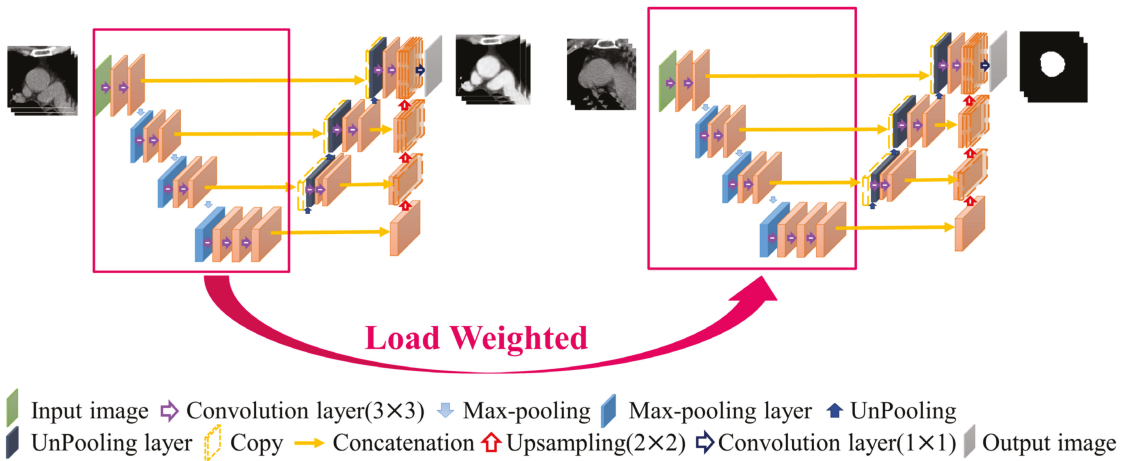 Load Weighted
Input image Convolution layer(3×3) Max-pooling Max-pooling layer UnPooling
UnPooling layer Copy Concatenation Upsampling(2×2) Convolution layer(1×1) Output image